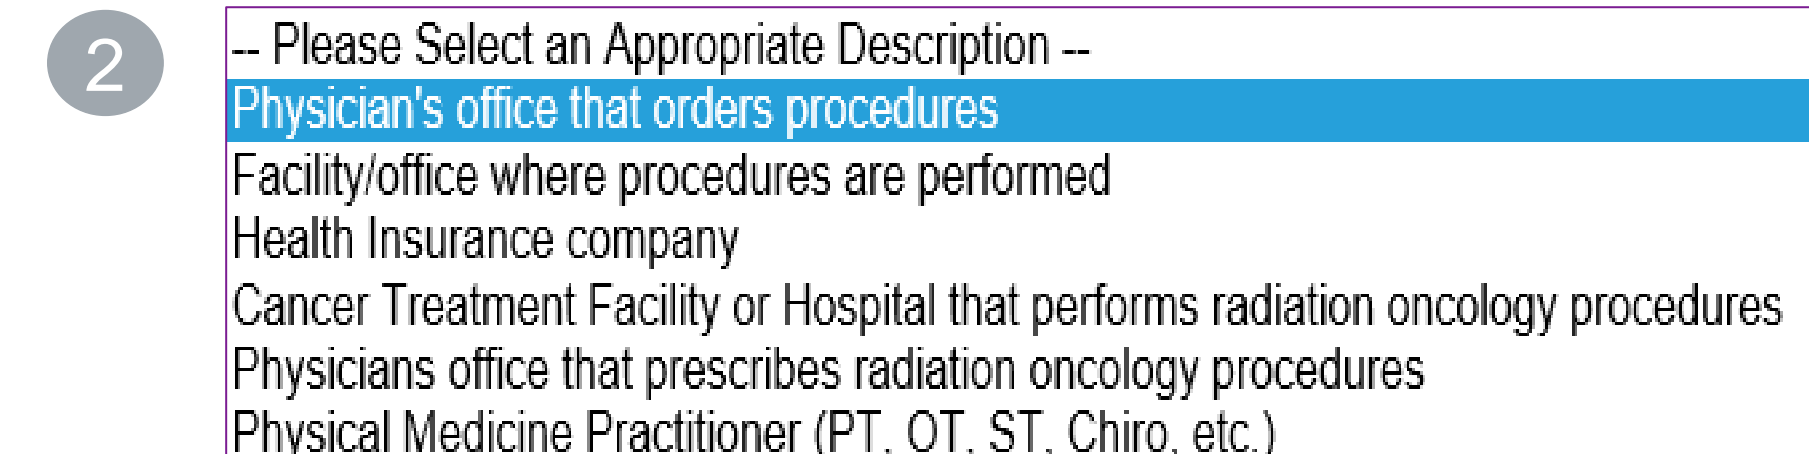 2
-- Please Select an Appropriate Description --
Physician's office that orders procedures
Facility/office where procedures are performed
Health Insurance company
Cancer Treatment Facility or Hospital that performs radiation oncology procedures
Physicians office that prescribes radiation oncology procedures
Physical Medicine Practitioner (PT, OT, ST, Chiro, etc.)